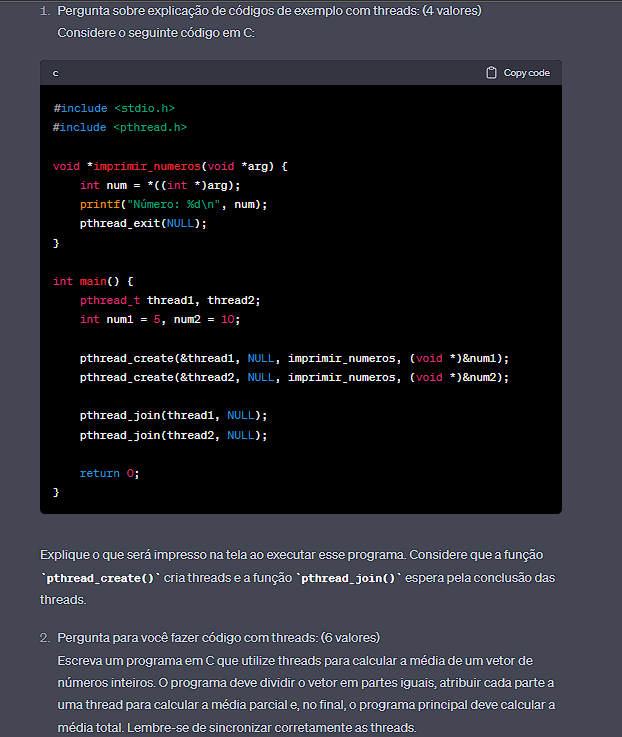 1. Pergunta sobre explicação de códigos de exemplo com threads: (4 valores)
Considere o seguinte código em C:
c Copy code
#include <stdio.h>
#include <pthread.h>
void *imprimir_numeros(void *arg) {
    int num = *((int *)arg);
    printf("Número: %d\n", num);
    pthread_exit(NULL);
}
int main() {
    pthread_t thread1, thread2;
    int num1 = 5, num2 = 10;
    pthread_create(&thread1, NULL, imprimir_numeros, (void *)&num1);
    pthread_create(&thread2, NULL, imprimir_numeros, (void *)&num2);
    pthread_join(thread1, NULL);
    pthread_join(thread2, NULL);
    return 0;
}
Explique o que será impresso na tela ao executar esse programa. Considere que a função
`pthread_create()` cria threads e a função `pthread_join()` espera pela conclusão das
threads.
2. Pergunta para você fazer código com threads: (6 valores)
Escreva um programa em C que utilize threads para calcular a média de um vetor de
números inteiros. O programa deve dividir o vetor em partes iguais, atribuir cada parte a
uma thread para calcular a média parcial e, no final, o programa principal deve calcular a
média total. Lembre-se de sincronizar corretamente as threads.